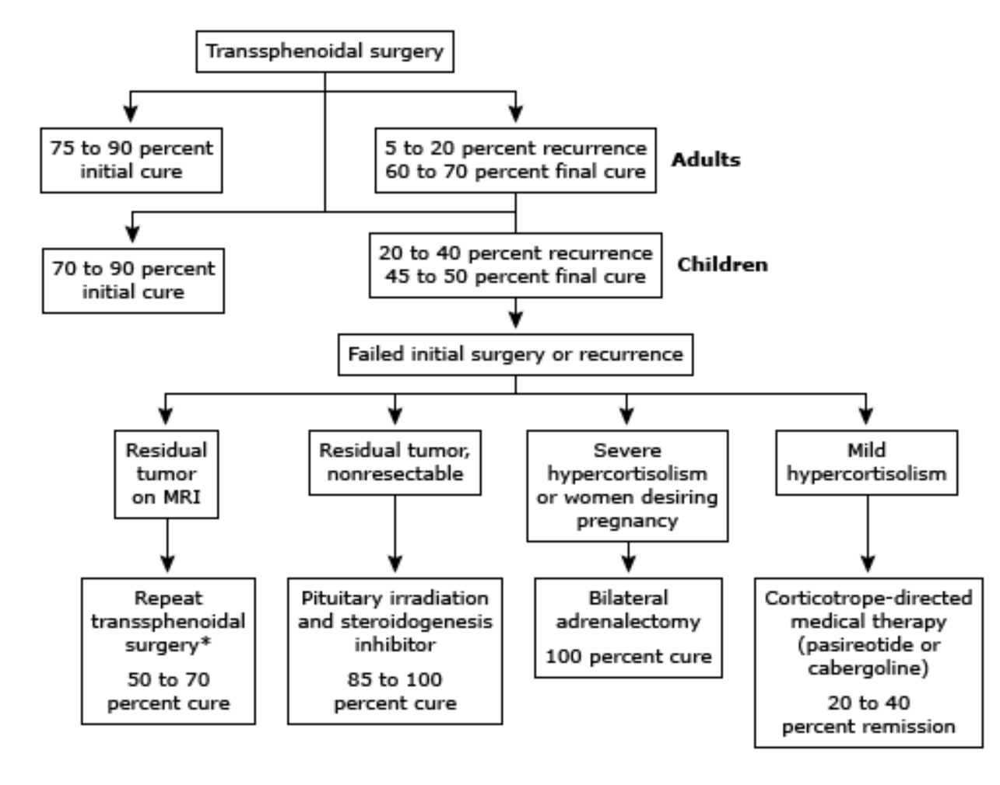 Transsphenoidal surgery
75 to 90 percent
initial cure
5 to 20 percent recurrence
60 to 70 percent final cure
Adults
70 to 90 percent
initial cure
20 to 40 percent recurrence
45 to 50 percent final cure
Children
Failed initial surgery or recurrence
Residual
tumor
on MRI
Residual tumor,
nonresectable
Severe
hypercortisolism
or women desiring
pregnancy
Mild
hypercortisolism
Repeat
transsphenoidal
surgery*
50 to 70
percent cure
Pituitary irradiation
and steroidogenesis
inhibitor
85 to 100
percent cure
Bilateral
adrenalectomy
100 percent cure
Corticotrope-directed
medical therapy
(pasireotide or
cabergoline)
20 to 40
percent remission